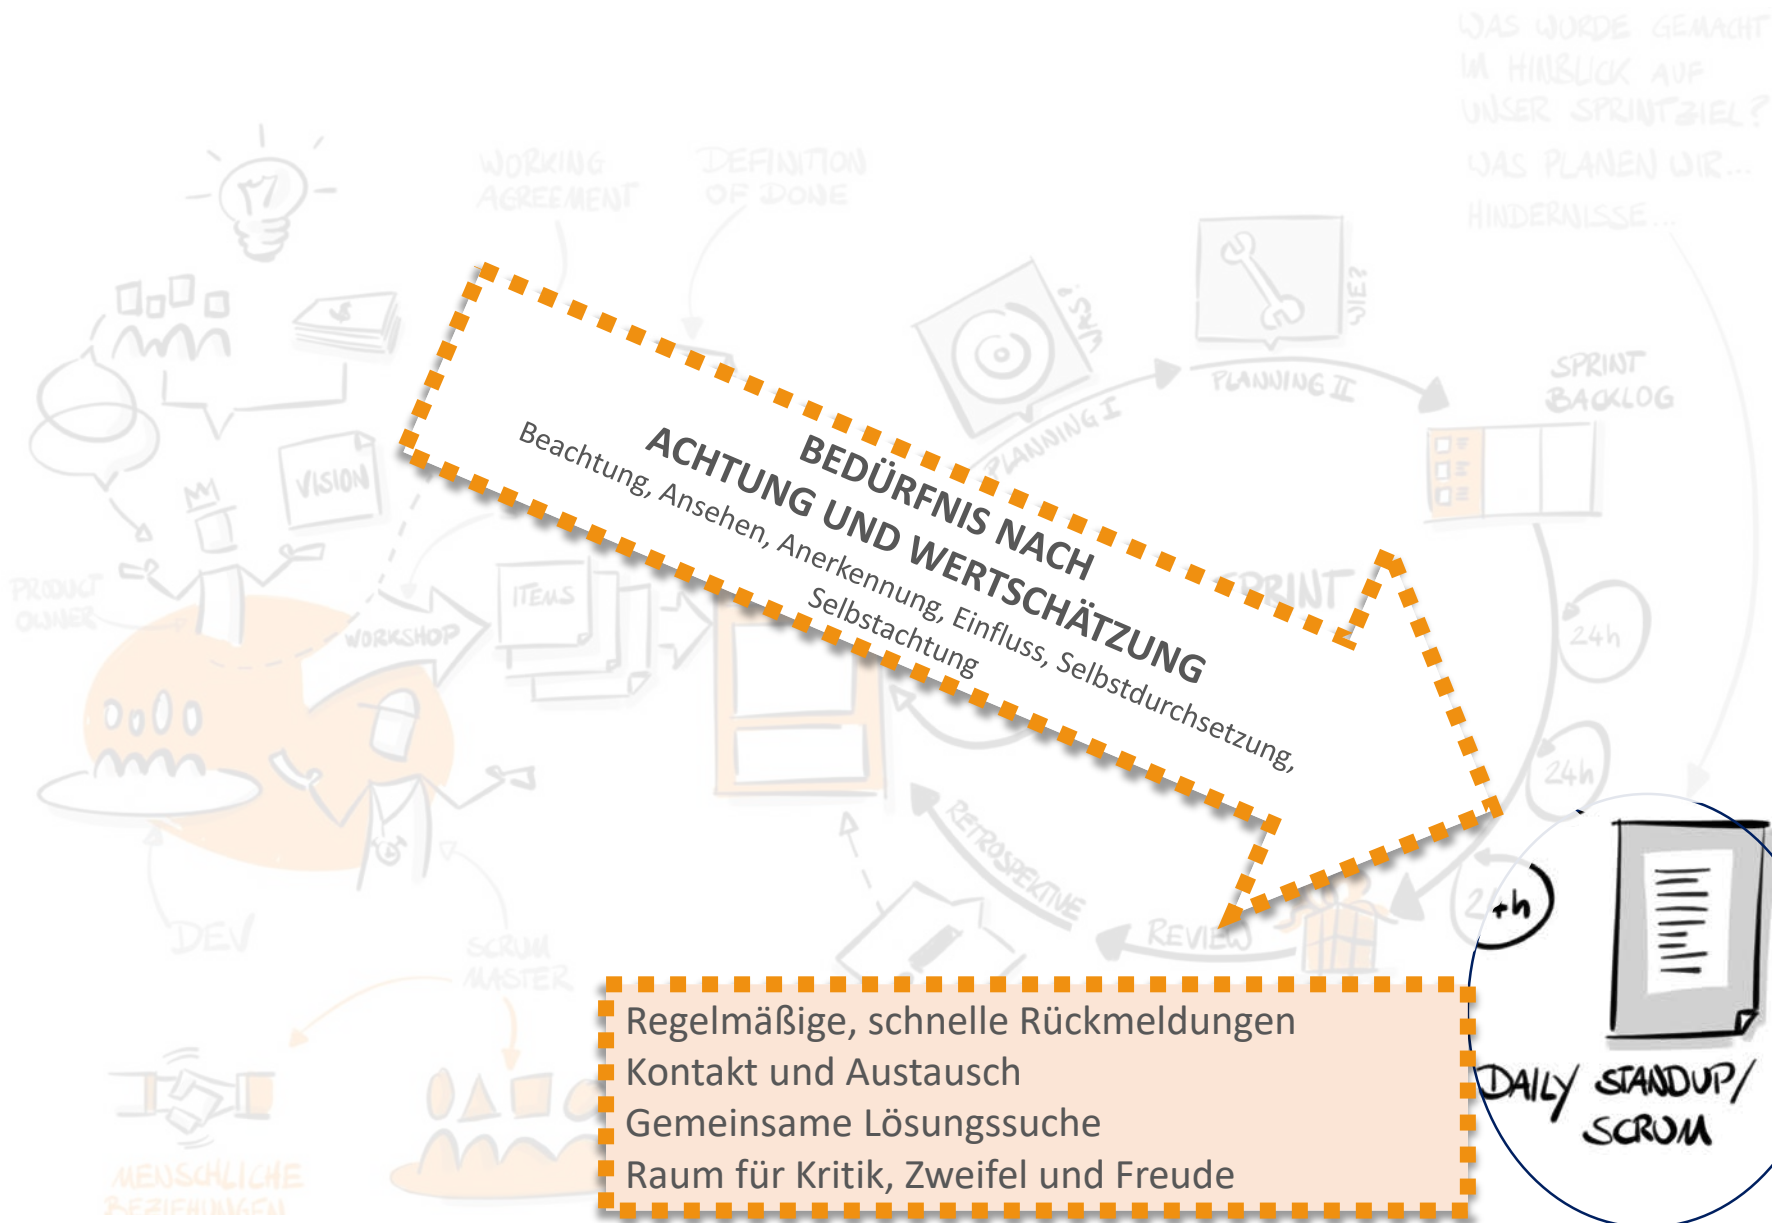 WAS WURDE GEMACHT
IM HINBLICK AUF
UNSER SPRINTZIEL?
WAS PLANEN WIR...
HINDERNISSE...
WORKING
AGREEMENT
DEFINITION
OF DONE
WAS?
WIE?
PLANNING I
PLANNING II
SPRINT
BACKLOG
VISION
BEDÜRFNIS NACH
ACHTUNG UND WERTSCHÄTZUNG
Beachtung, Ansehen, Anerkennung, Einfluss, Selbstdurchsetzung,
Selbstachtung
PRODUCT
OWNER
WORKSHOP
ITEMS
SPRINT
24h
24h
RETROSPEKTIVE
REVIEW
DEV
SCRUM
MASTER
Regelmäßige, schnelle Rückmeldungen
Kontakt und Austausch
Gemeinsame Lösungssuche
Raum für Kritik, Zweifel und Freude
DAILY STANDUP/
SCRUM
MENSCHLICHE
BEZIEHUNGEN